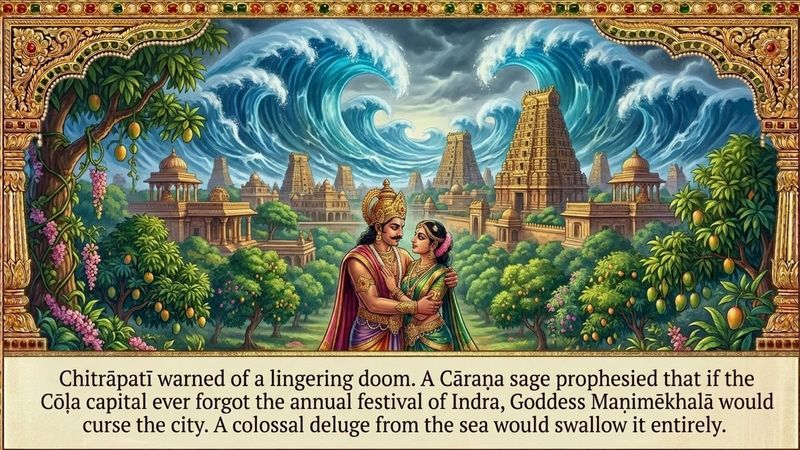 Chitrāpatī warned of a lingering doom. A Cāraṇa sage prophesied that if the
Cōḷa capital ever forgot the annual festival of Indra, Goddess Maṇimēkhalā would
curse the city. A colossal deluge from the sea would swallow it entirely.